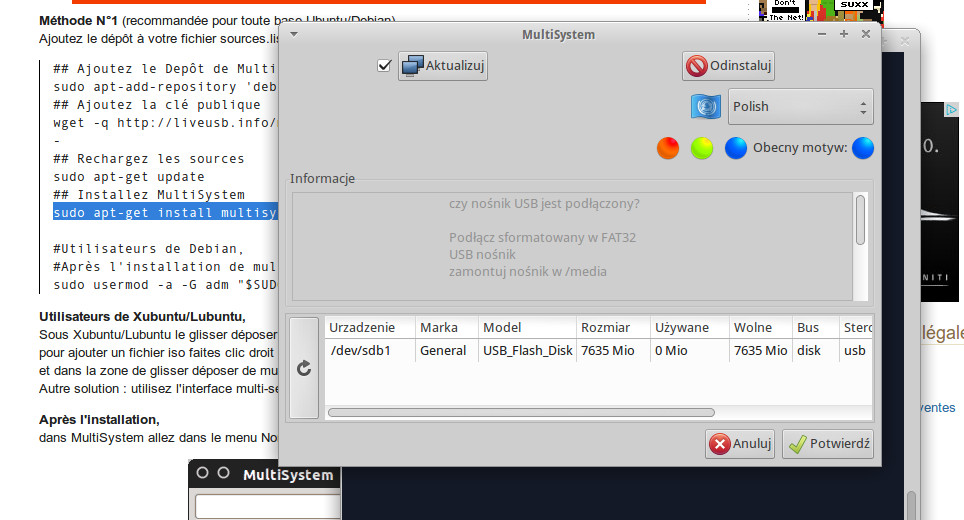 Méthode N°1 (recommandée pour toute base Ubuntu/Debian)
Ajoutez le dépôt à votre fichier sources.lis
## Ajoutez le Depôt de Multi
sudo apt-add-repository 'deb
## Ajoutez la clé publique
wget -q http://liveusb.info/
-
## Rechargez les sources
sudo apt-get update
## Installez MultiSystem
sudo apt-get install multisy
#Utilisateurs de Debian,
#Après l'installation de mul
sudo usermod -a -G adm "$SUD
Utilisateurs de Xubuntu/Lubuntu,
Sous Xubuntu/Lubuntu le glisser déposer
pour ajouter un fichier iso faites clic droit
et dans la zone de glisser déposer de mu
Autre solution : utilisez l'interface multi-se
Après l'installation,
dans MultiSystem allez dans le menu No
MultiSystem
MultiSystem
Aktualizuj
Odinstaluj
Polish
Obecny motyw:
Informacje
czy nośnik USB jest podłączony?
Podłącz sformatowany w FAT32
USB nośnik
zamontuj nośnik w /media
Urzadzenie Marka Model Rozmiar Używane Wolne Bus Stero
/dev/sdb1 General USB_Flash_Disk 7635 Mio 0 Mio 7635 Mio disk usb
Anuluj
Potwierdź
Don't
The Net!
SUXX
0.
NITI
légale
ventes